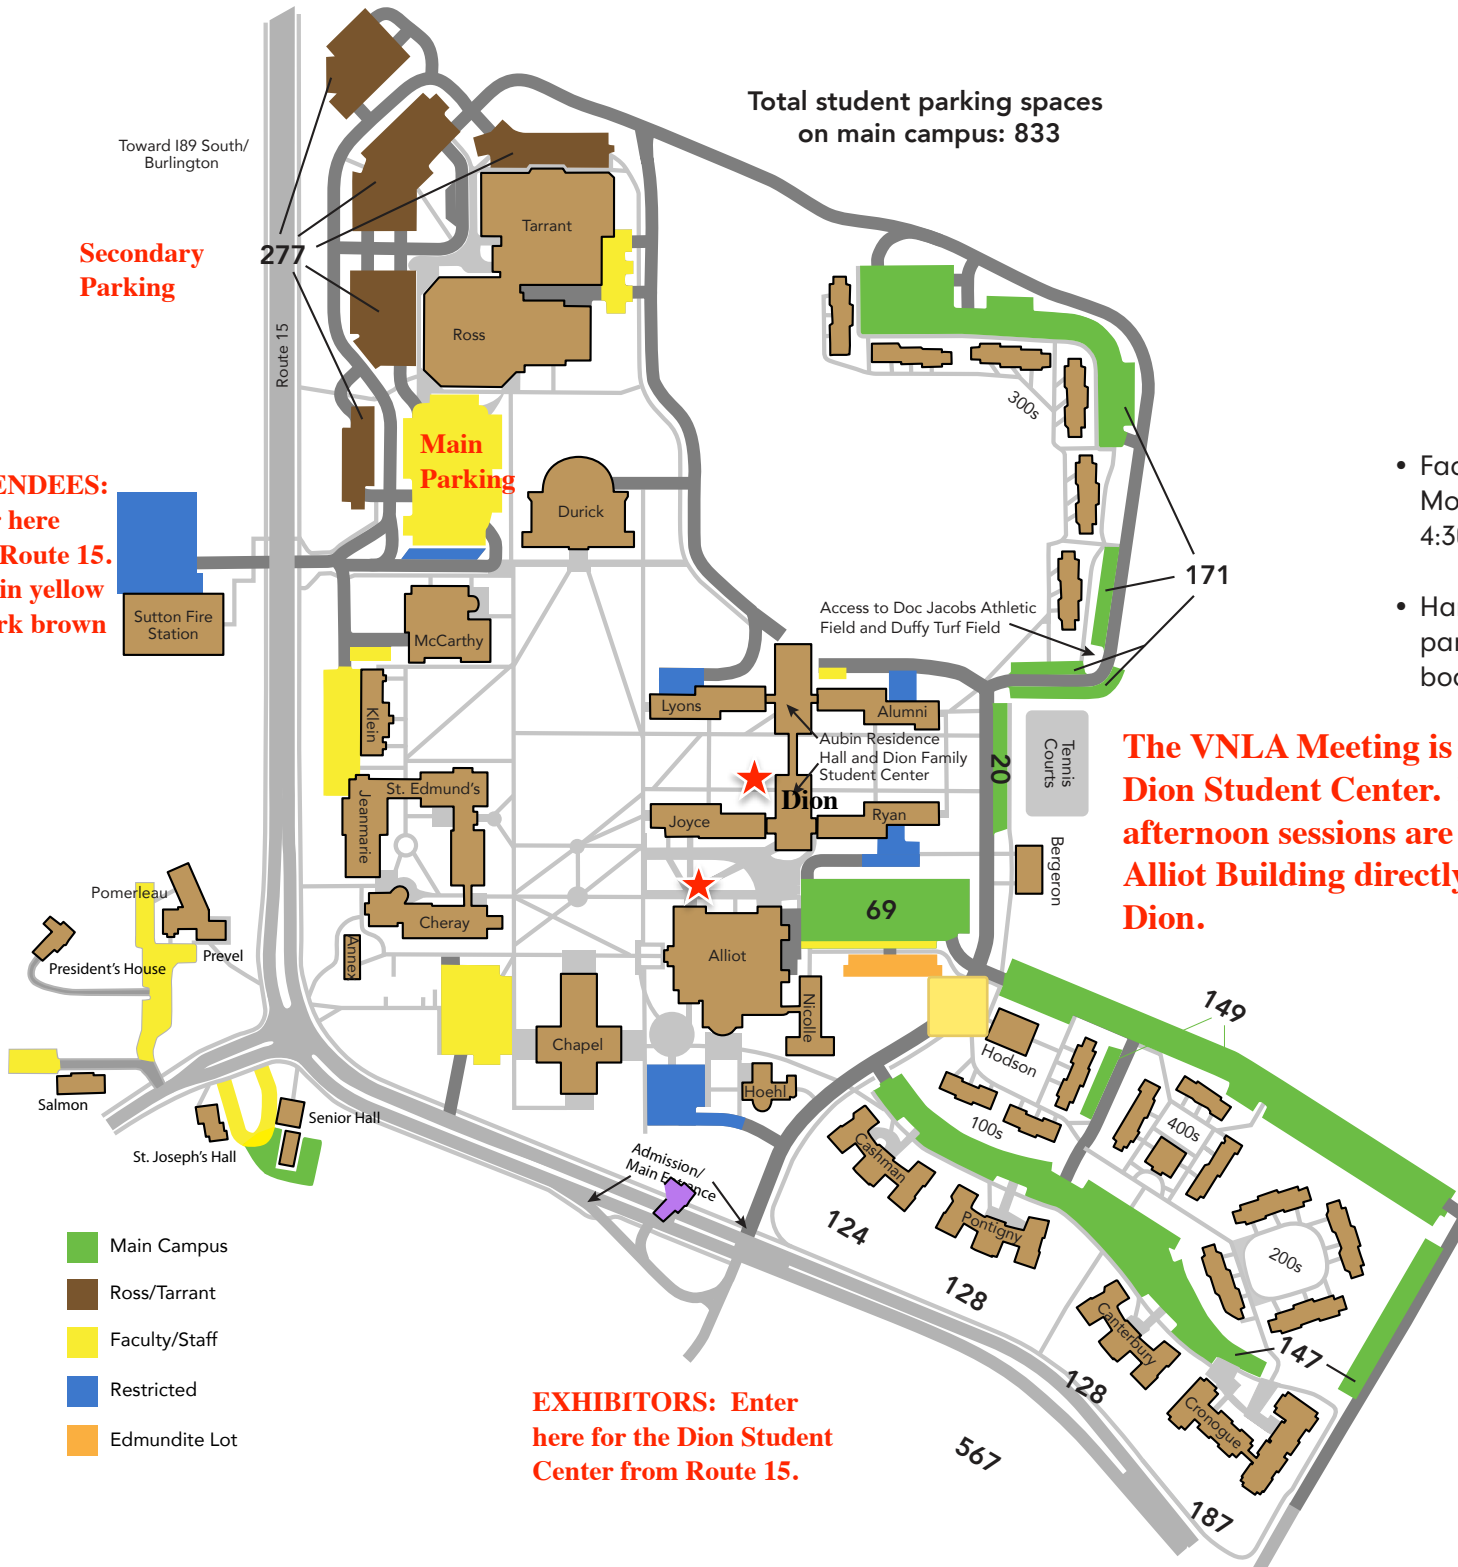 Total student parking spaces
on main campus: 833
Toward I89 South/
Burlington
Secondary
Parking
277
Route 15
Tarrant
Ross
Main
Parking
Durick
300s
171
ENDEES:
here
Route 15.
in yellow
rk brown
Sutton Fire
Station
McCarthy
Access to Doc Jacobs Athletic
Field and Duffy Turf Field
• Fac
Mo
4:30
• Ha
par
boo
Klein
Lyons
Alumni
Aubin Residence
Hall and Dion Family
Student Center
Dion
20
Tennis
Courts
The VNLA Meeting is
Dion Student Center.
afternoon sessions are
Alliot Building directly
Dion.
St. Edmund's
Jeanmarie
Joyce
Ryan
Bergeron
69
Pomerleau
Prevel
President's House
Cheray
Annex
Alliot
Nicolle
Chapel
Hoehl
Salmon
Senior Hall
St. Joseph's Hall
Admission/
Main Entrance
Hodson
149
100s
400s
200s
Cashman
Pontigny
Canterbury
Cronogue
124
128
128
147
567
187
Main Campus
Ross/Tarrant
Faculty/Staff
Restricted
Edmundite Lot
EXHIBITORS: Enter
here for the Dion Student
Center from Route 15.